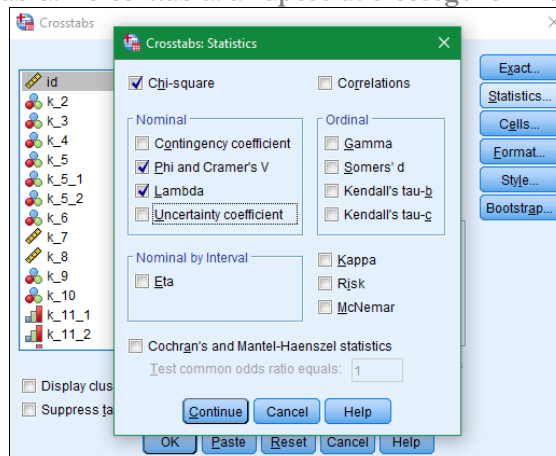 Crosstabs
Crosstabs: Statistics
id
k_2
k_3
k_4
k_5
k_5_1
k_5_2
k_6
k_7
k_8
k_9
k_10
k_11_1
k_11_2
Chi-square
Correlations
Nominal
Contingency coefficient
Phi and Cramer's V
Lambda
Uncertainty coefficient
Ordinal
Gamma
Somers' d
Kendall's tau-b
Kendall's tau-c
Nominal by Interval
Eta
Kappa
Risk
McNemar
Cochran's and Mantel-Haenszel statistics
Test common odds ratio equals: 1
Continue
Cancel
Help
Exact...
Statistics...
Cells...
Format...
Style...
Bootstrap...
Display clus
Suppress ta
OK
Paste
Reset
Cancel
Help